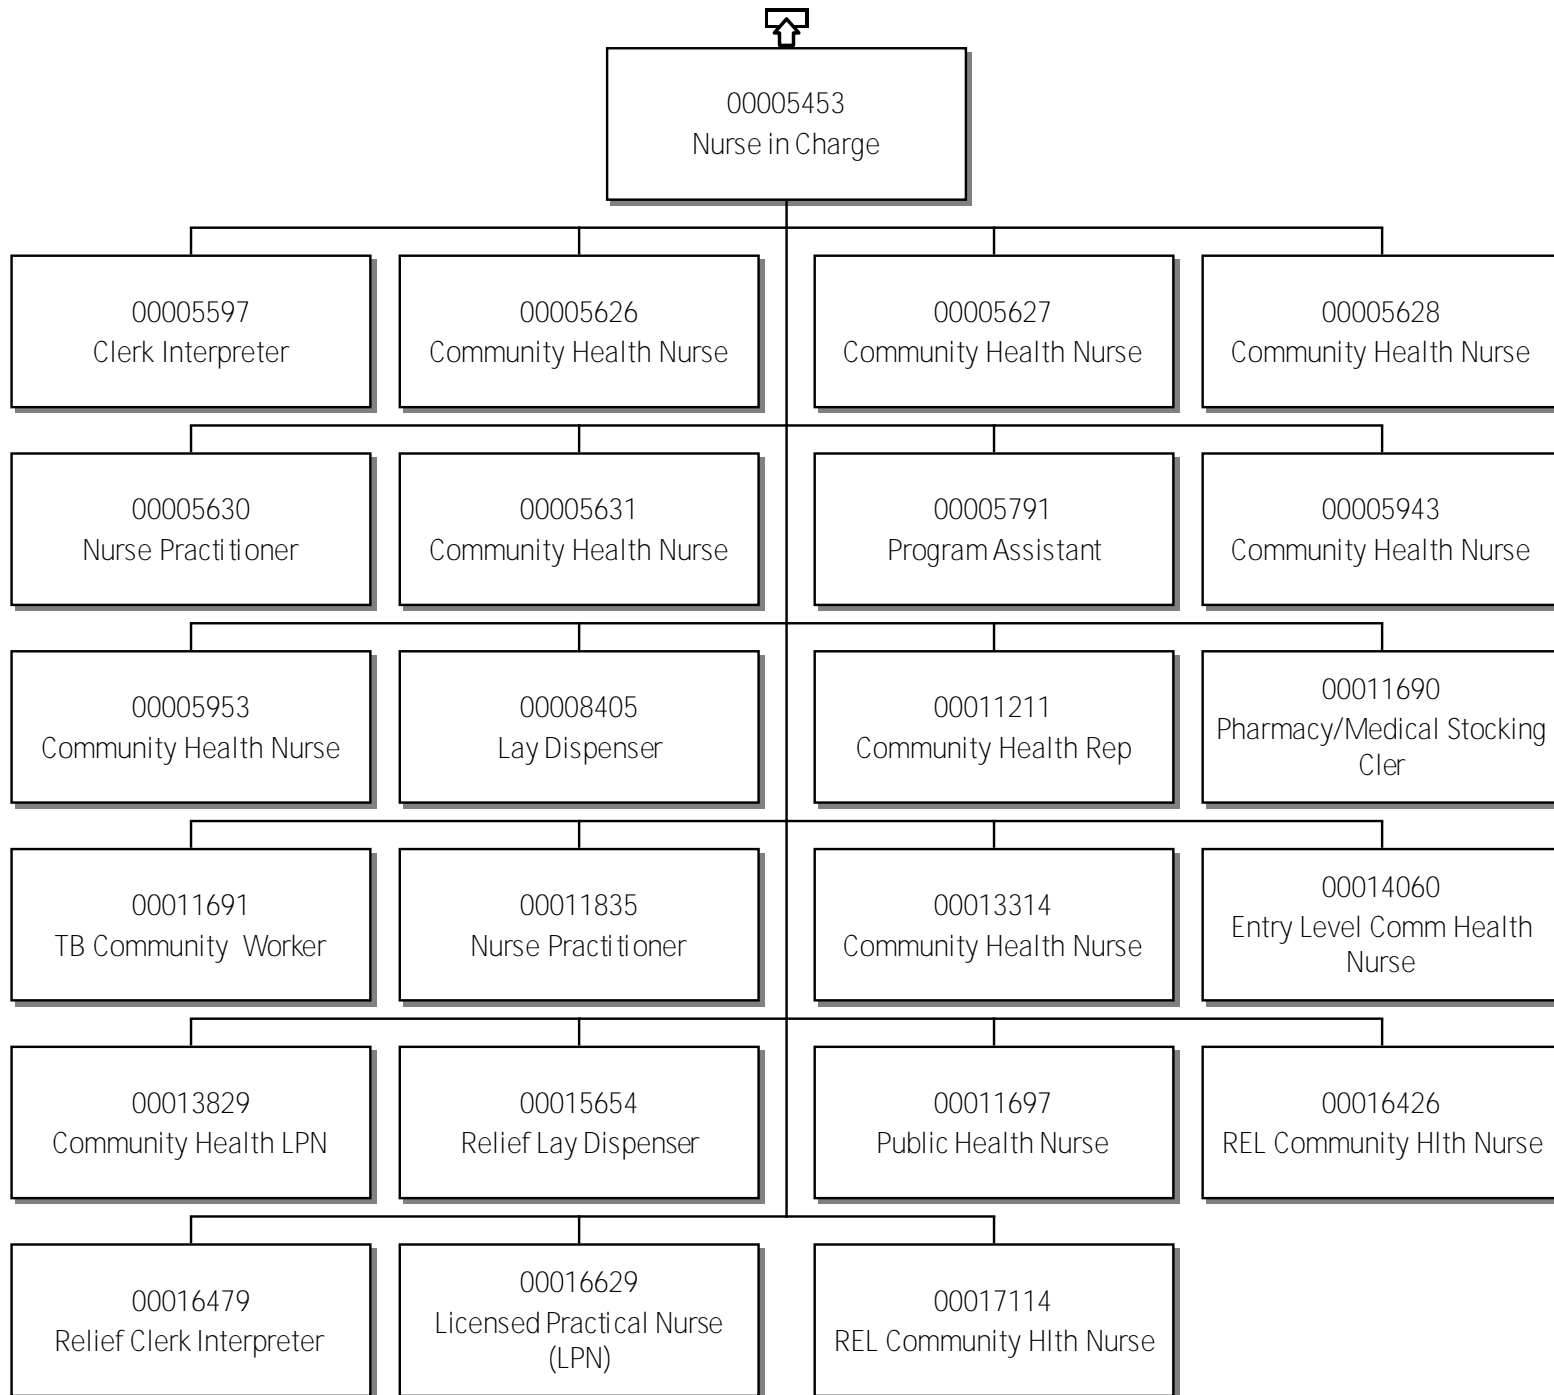 00005453
Nurse in Charge
00005597
Clerk Interpreter
00005626
Community Health Nurse
00005627
Community Health Nurse
00005628
Community Health Nurse
00005630
Nurse Practitioner
00005631
Community Health Nurse
00005791
Program Assistant
00005943
Community Health Nurse
00005953
Community Health Nurse
00008405
Lay Dispenser
00011211
Community Health Rep
00011690
Pharmacy/Medical Stocking
Cler
00011691
TB Community Worker
00011835
Nurse Practitioner
00013314
Community Health Nurse
00014060
Entry Level Comm Health
Nurse
00013829
Community Health LPN
00015654
Relief Lay Dispenser
00011697
Public Health Nurse
00016426
REL Community Hlth Nurse
00016479
Relief Clerk Interpreter
00016629
Licensed Practical Nurse
(LPN)
00017114
REL Community Hlth Nurse